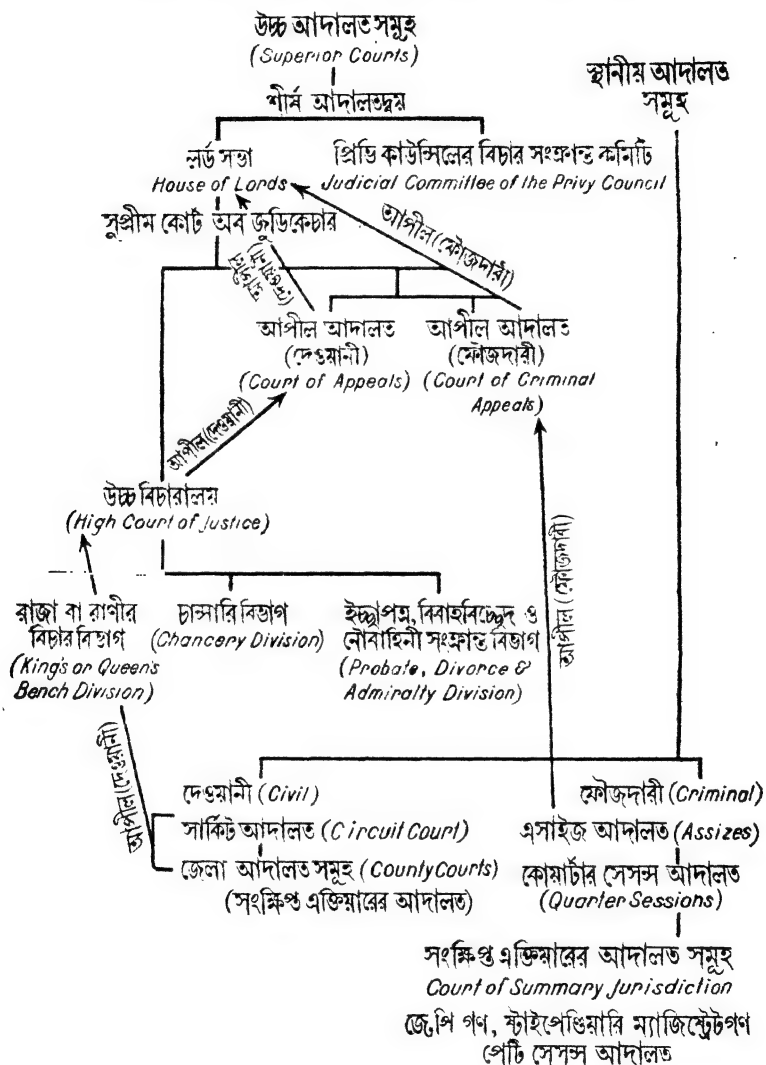 উচ্চ আদালত সমূহ
(Superior Courts)
স্থানীয় আদালত
সমূহ
শীর্ষ আদালতদ্বয়
লর্ড সভা
House of Lords
প্রিভি কাউন্সিলের বিচার সংক্রান্ত কমিটি
Judicial Committee of the Privy Council
সুপ্রীম কোর্ট অব জুডিকেচার
আপীল (ফৌজদারী)
আপীল (দেওয়ানী)
আপীল আদালত
(দেওয়ানী)
(Court of Appeals)
আপীল আদালত
(ফৌজদারী)
(Court of Criminal
Appeals)
আপীল (দেওয়ানী)
উচ্চ বিচারালয়
(High Court of Justice)
রাজা বা রাণীর
বিচার বিভাগ
(King's or Queen's
Bench Division)
চান্সারি বিভাগ
(Chancery Division)
ইচ্ছাপত্র, বিবাহবিচ্ছেদ ও
নৌবাহিনী সংক্রান্ত বিভাগ
(Probate, Divorce &
Admiralty Division)
আপীল (ফৌজদারী)
আপীল (দেওয়ানী)
দেওয়ানী (Civil)
সার্কিট আদালত (Circuit Court)
জেলা আদালত সমূহ (County Courts)
(সংক্ষিপ্ত এক্তিয়ারের আদালত)
ফৌজদারী (Criminal)
এসাইজ আদালত (Assizes)
কোয়ার্টার সেসন্স আদালত
(Quarter Sessions)
সংক্ষিপ্ত এক্তিয়ারের আদালত সমূহ
Court of Summary Jurisdiction
জে,পি গণ, ষ্টাইপেণ্ডিয়ারি ম্যাজিষ্ট্রেটগণ
পেটি সেসন্স আদালত